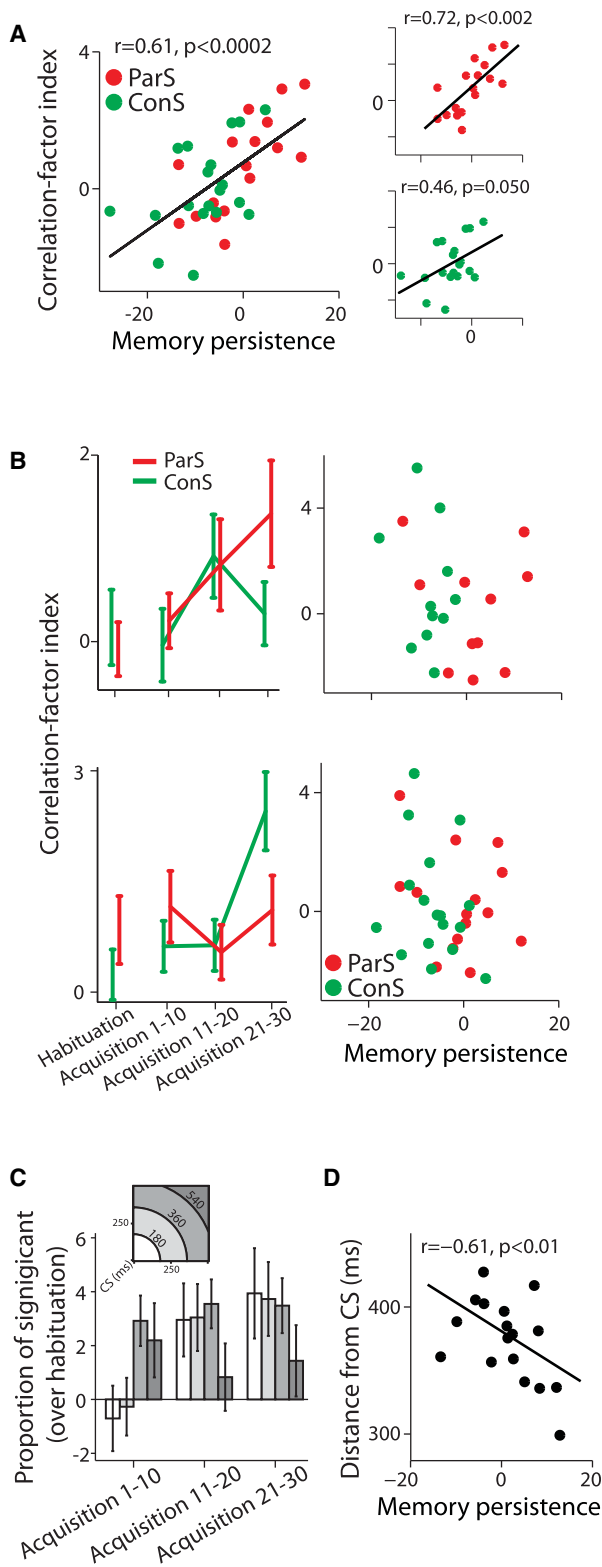 A
r=0.61, p<0.0002
ParS
ConS
Correlation-factor index
4
0
-20
0
20
Memory persistence
r=0.72, p<0.002
0
r=0.46, p=0.050
0
0
B
ParS
ConS
Correlation-factor index
2
0
4
0
3
0
Habituation
Acquisition 1-10
Acquisition 11-20
Acquisition 21-30
4
0
ParS
ConS
−20
0
20
Memory persistence
C
540
360
180
250
250
CS (ms)
Proportion of signigicant
(over habituation)
6
4
2
0
-2
Acquisition 1-10
Acquisition 11-20
Acquisition 21-30
D
r=−0.61, p<0.01
Distance from CS (ms)
400
300
−20
0
20
Memory persistence